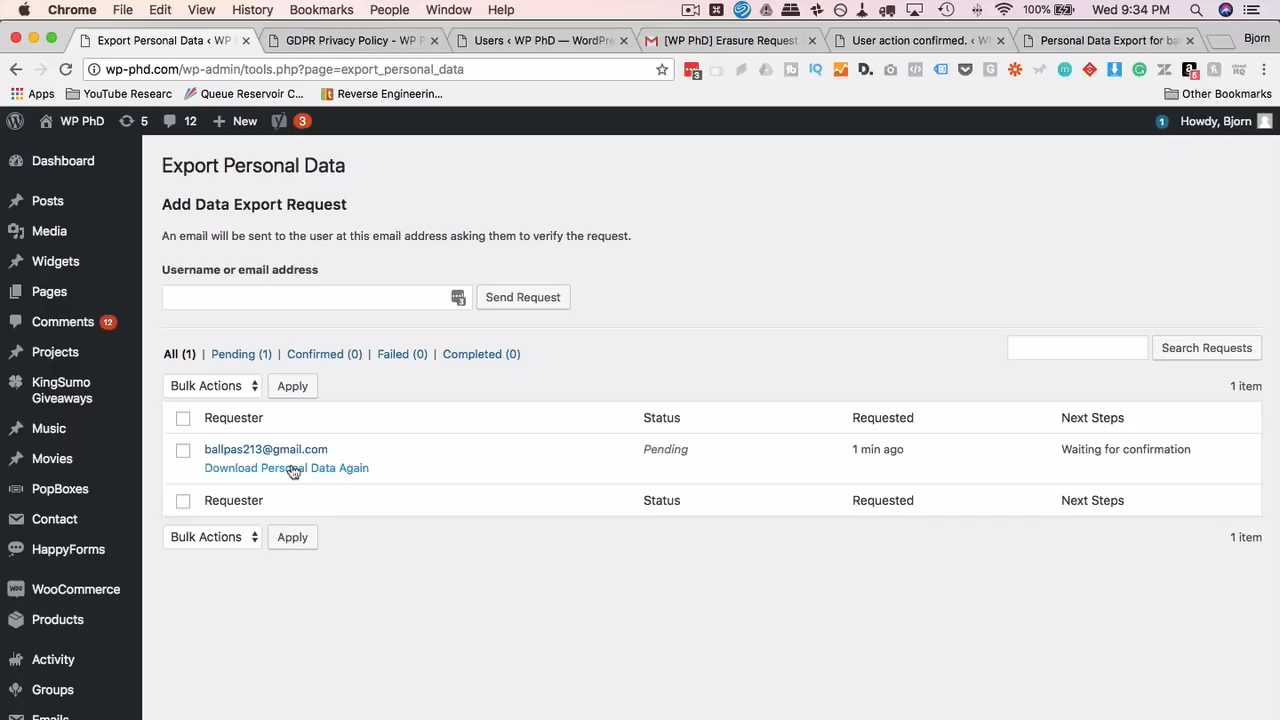 Chrome File Edit View History Bookmarks People Window Help 100% Wed 9:34 PM
Export Personal Data ‹ WP GDPR Privacy Policy - WP P Users ‹ WP PhD — WordPre [WP PhD] Erasure Request User action confirmed. ‹ W Personal Data Export for bal Bjorn
wp-phd.com/wp-admin/tools.php?page=export_personal_data
Apps YouTube Researc Queue Reservoir C... Reverse Engineerin... Other Bookmarks
WP PhD 5 12 New 3 1 Howdy, Bjorn
Dashboard
Posts
Media
Widgets
Pages
Comments 12
Projects
KingSumo
Giveaways
Music
Movies
PopBoxes
Contact
HappyForms
WooCommerce
Products
Activity
Groups
Emails
Export Personal Data
Add Data Export Request
An email will be sent to the user at this email address asking them to verify the request.
Username or email address
Send Request
All (1) | Pending (1) | Confirmed (0) | Failed (0) | Completed (0)
Search Requests
Bulk Actions Apply 1 item
Requester Status Requested Next Steps
ballpas213@gmail.com Pending 1 min ago Waiting for confirmation
Download Personal Data Again
Requester Status Requested Next Steps
Bulk Actions Apply 1 item